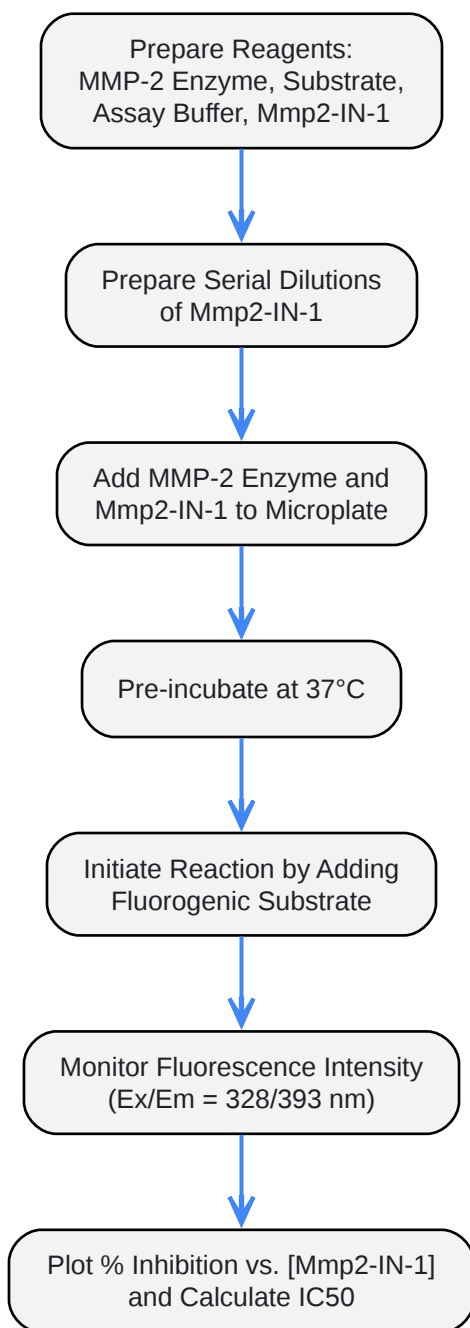 Prepare Reagents:
MMP-2 Enzyme, Substrate,
Assay Buffer, Mmp2-IN-1
Prepare Serial Dilutions
of Mmp2-IN-1
Add MMP-2 Enzyme and
Mmp2-IN-1 to Microplate
Pre-incubate at 37°C
Initiate Reaction by Adding
Fluorogenic Substrate
Monitor Fluorescence Intensity
(Ex/Em = 328/393 nm)
Plot % Inhibition vs. [Mmp2-IN-1]
and Calculate IC50